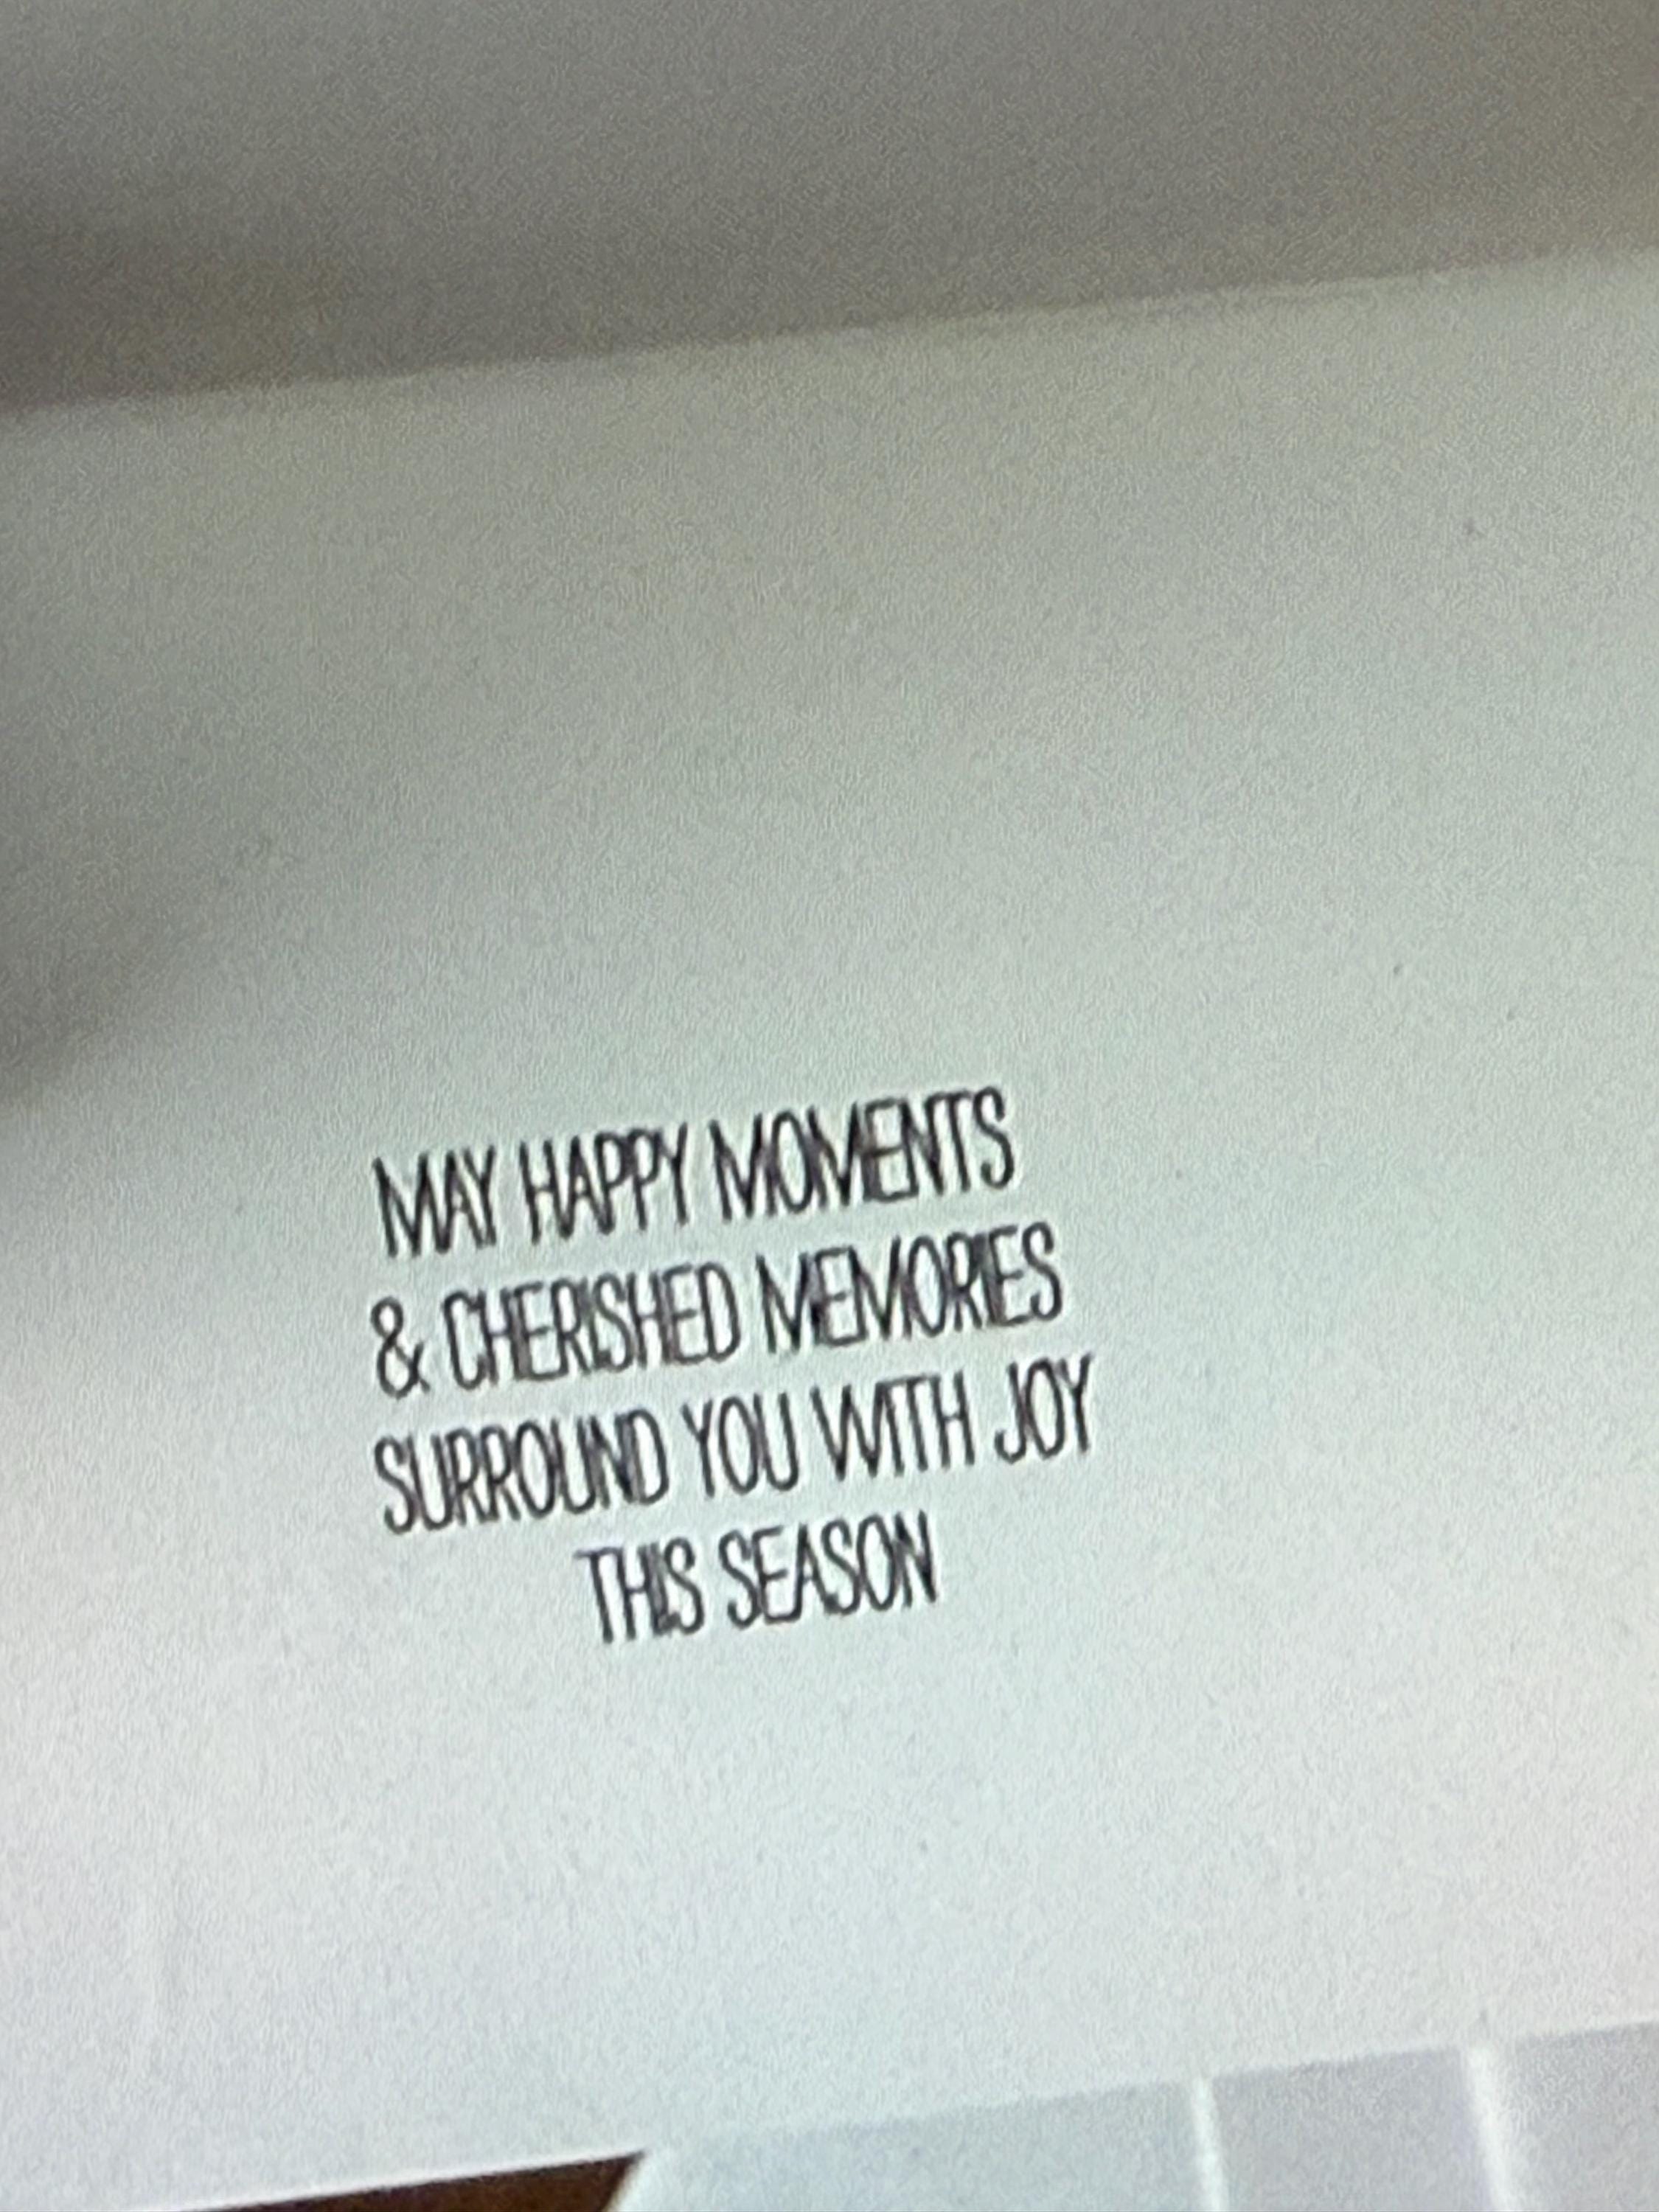 MAY HAPPY MOMENTS
& CHERISHED MEMORIES
SURROUND YOU WITH JOY
THIS SEASON